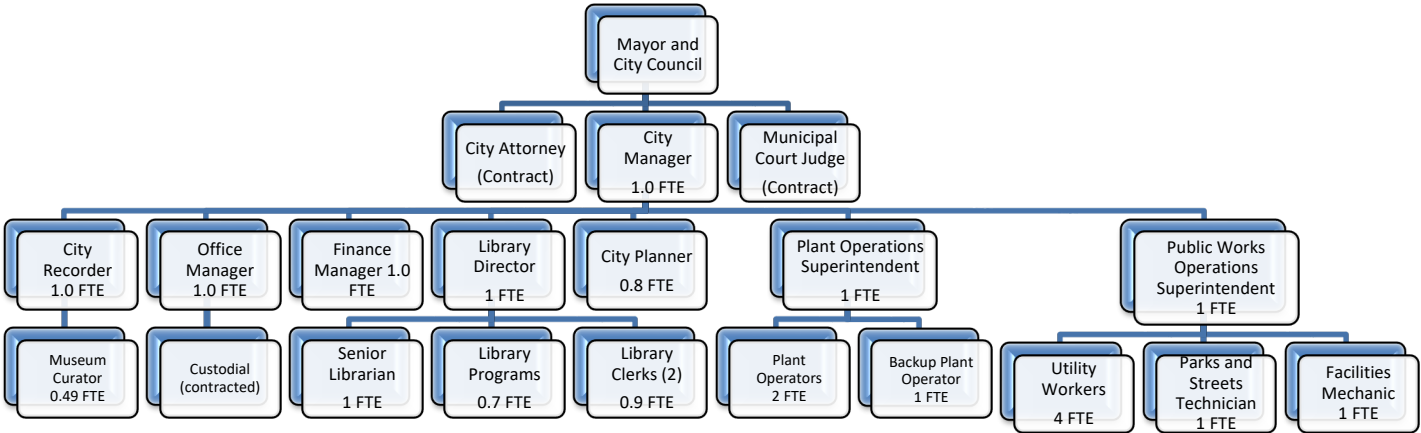 Mayor and
City Council
City Attorney
(Contract)
City
Manager
1.0 FTE
Municipal
Court Judge
(Contract)
City
Recorder
1.0 FTE
Office
Manager
1.0 FTE
Finance
Manager 1.0
FTE
Library
Director
1 FTE
City Planner
0.8 FTE
Plant Operations
Superintendent
1 FTE
Public Works
Operations
Superintendent
1 FTE
Museum
Curator
0.49 FTE
Custodial
(contracted)
Senior
Librarian
1 FTE
Library
Programs
0.7 FTE
Library
Clerks (2)
0.9 FTE
Plant
Operators
2 FTE
Backup Plant
Operator
1 FTE
Utility
Workers
4 FTE
Parks and
Streets
Technician
1 FTE
Facilities
Mechanic
1 FTE